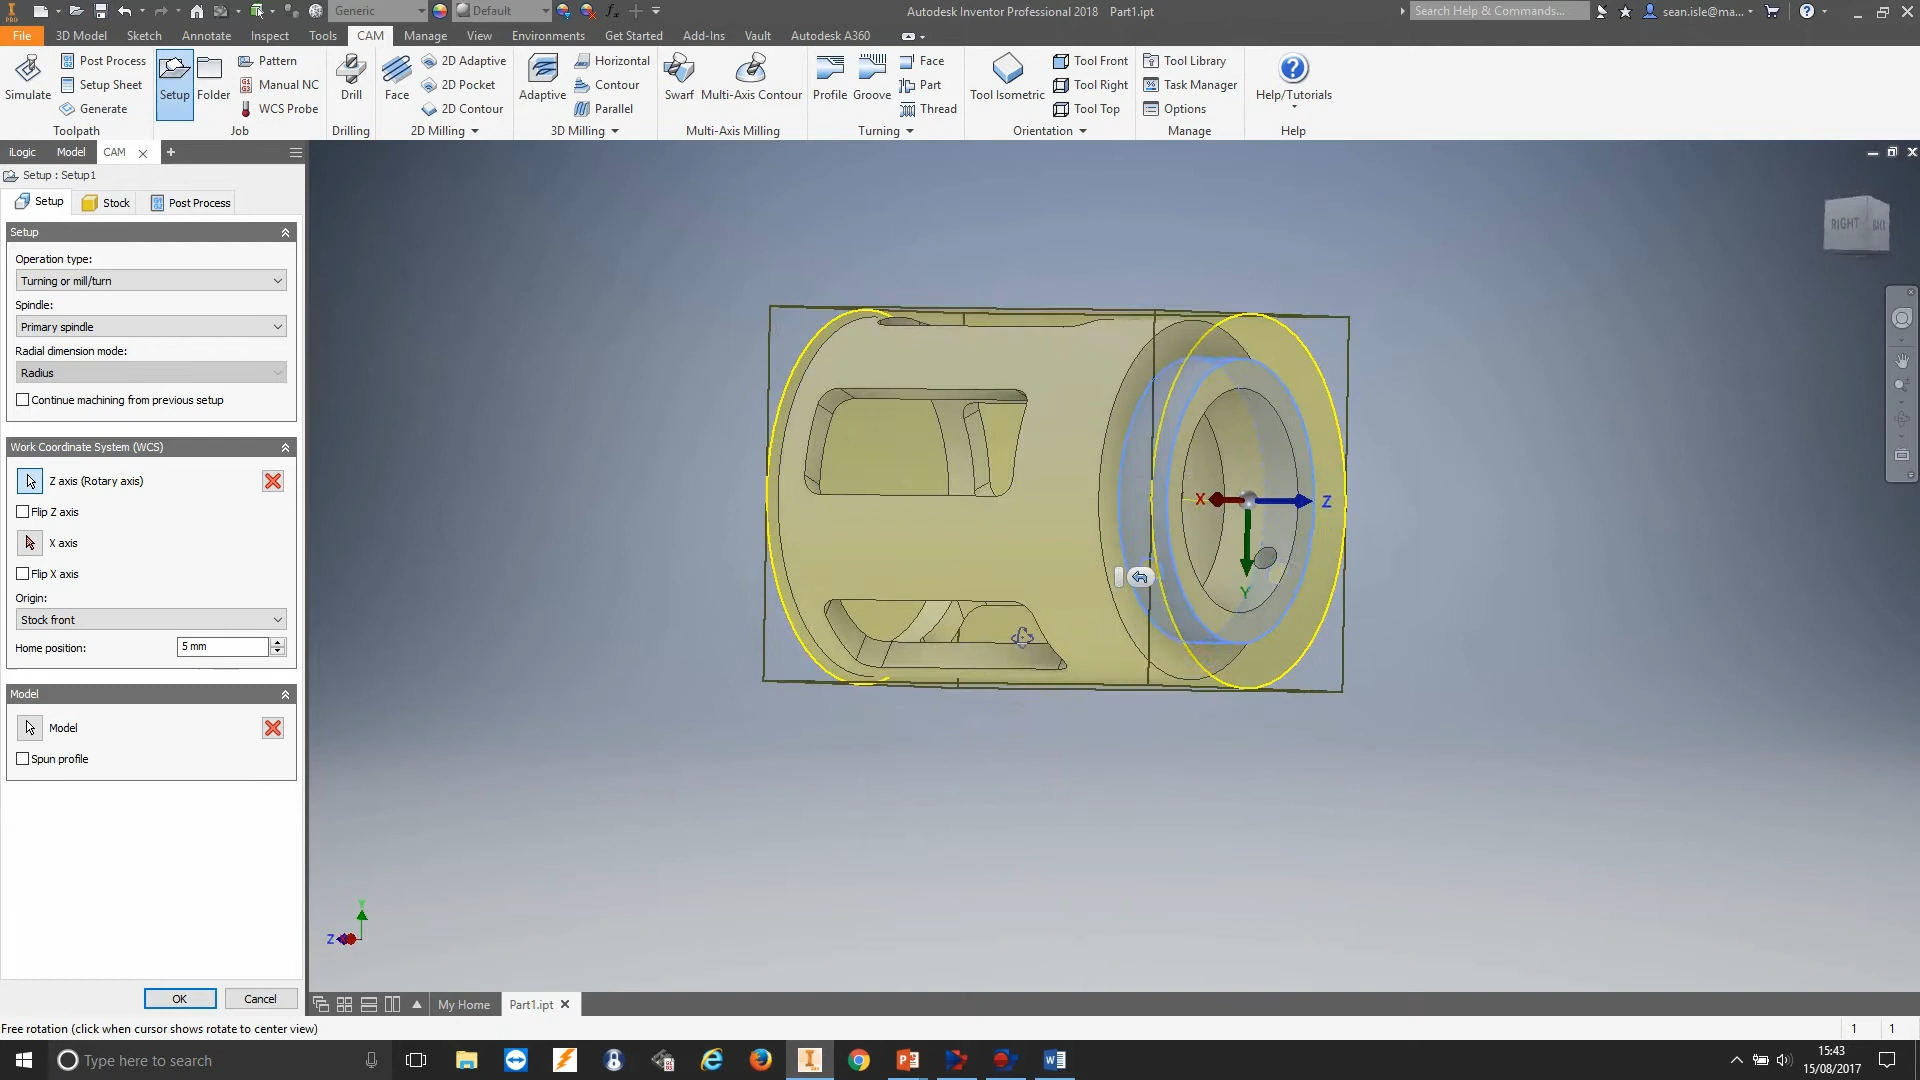 PRO Generic Default Autodesk Inventor Professional 2018 Part1.ipt Search Help & Commands... sean.isle@ma...
File 3D Model Sketch Annotate Inspect Tools CAM Manage View Environments Get Started Add-Ins Vault Autodesk A360
Post Process Pattern 2D Adaptive Horizontal Face Tool Front Tool Library
Simulate Setup Sheet Setup Folder Manual NC Drill Face 2D Pocket Adaptive Contour Swarf Multi-Axis Contour Profile Groove Part Tool Isometric Tool Right Task Manager Help/Tutorials
Generate WCS Probe 2D Contour Parallel Thread Tool Top Options
Toolpath Job Drilling 2D Milling 3D Milling Multi-Axis Milling Turning Orientation Manage Help
iLogic Model CAM
Setup : Setup1
Setup Stock Post Process
RIGHT BACK
Setup
Operation type:
Turning or mill/turn
Spindle:
Primary spindle
Radial dimension mode:
Radius
Continue machining from previous setup
Work Coordinate System (WCS)
Z axis (Rotary axis)
Flip Z axis
X axis
Flip X axis
Origin:
Stock front
Home position: 5 mm
Model
Model
Spun profile
X Z
Y
Y
Z
OK Cancel
My Home Part1.ipt
Free rotation (click when cursor shows rotate to center view) 1 1
Type here to search
15:43
15/08/2017